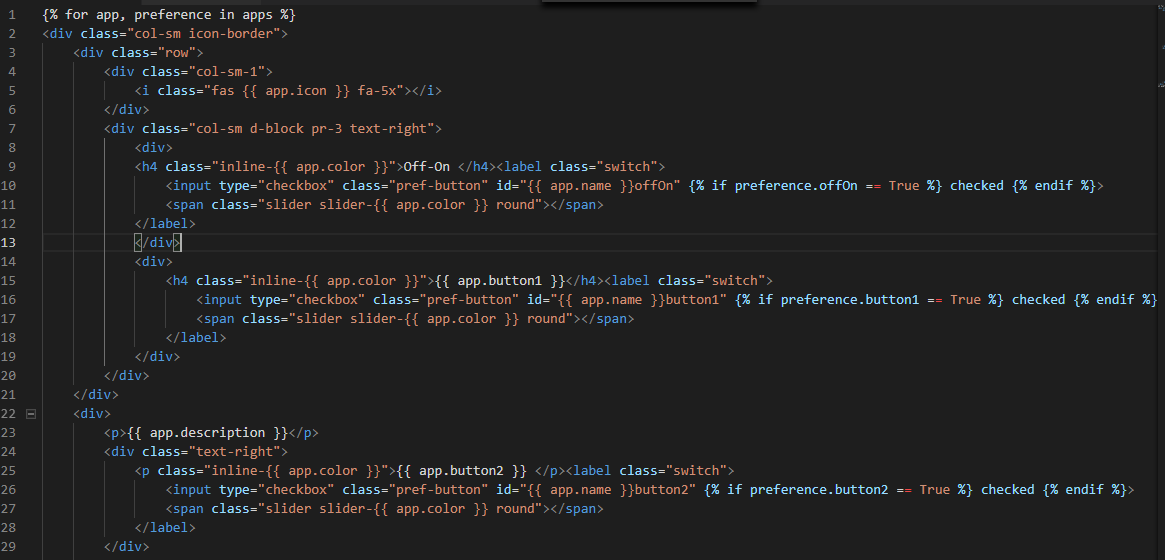 1 {% for app, preference in apps %}
2 <div class="col-sm icon-border">
3 <div class="row">
4 <div class="col-sm-1">
5 <i class="fas {{ app.icon }} fa-5x"></i>
6 </div>
7 <div class="col-sm d-block pr-3 text-right">
8 <div>
9 <h4 class="inline-{{ app.color }}">Off-On </h4><label class="switch">
10 <input type="checkbox" class="pref-button" id="{{ app.name }}offOn" {% if preference.offOn == True %} checked {% endif %}>
11 <span class="slider slider-{{ app.color }} round"></span>
12 </label>
13 </div>
14 <div>
15 <h4 class="inline-{{ app.color }}">{{ app.button1 }}</h4><label class="switch">
16 <input type="checkbox" class="pref-button" id="{{ app.name }}button1" {% if preference.button1 == True %} checked {% endif %}
17 <span class="slider slider-{{ app.color }} round"></span>
18 </label>
19 </div>
20 </div>
21 </div>
22 <div>
23 <p>{{ app.description }}</p>
24 <div class="text-right">
25 <p class="inline-{{ app.color }}">{{ app.button2 }} </p><label class="switch">
26 <input type="checkbox" class="pref-button" id="{{ app.name }}button2" {% if preference.button2 == True %} checked {% endif %}>
27 <span class="slider slider-{{ app.color }} round"></span>
28 </label>
29 </div>